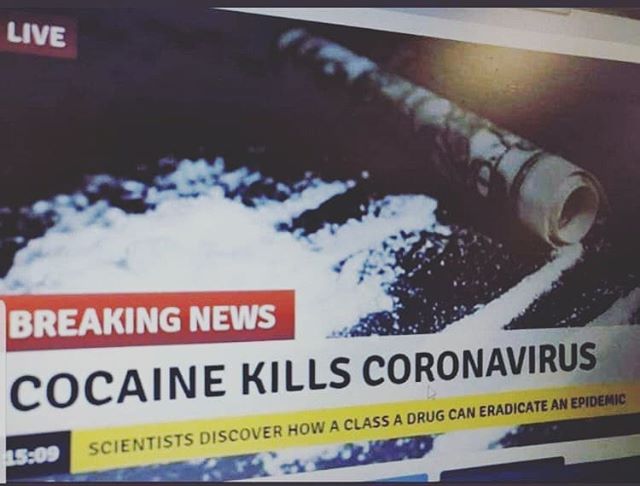 LIVE
BREAKING NEWS
COCAINE KILLS CORONAVIRUS
15:09 SCIENTISTS DISCOVER HOW A CLASS A DRUG CAN ERADICATE AN EPIDEMIC